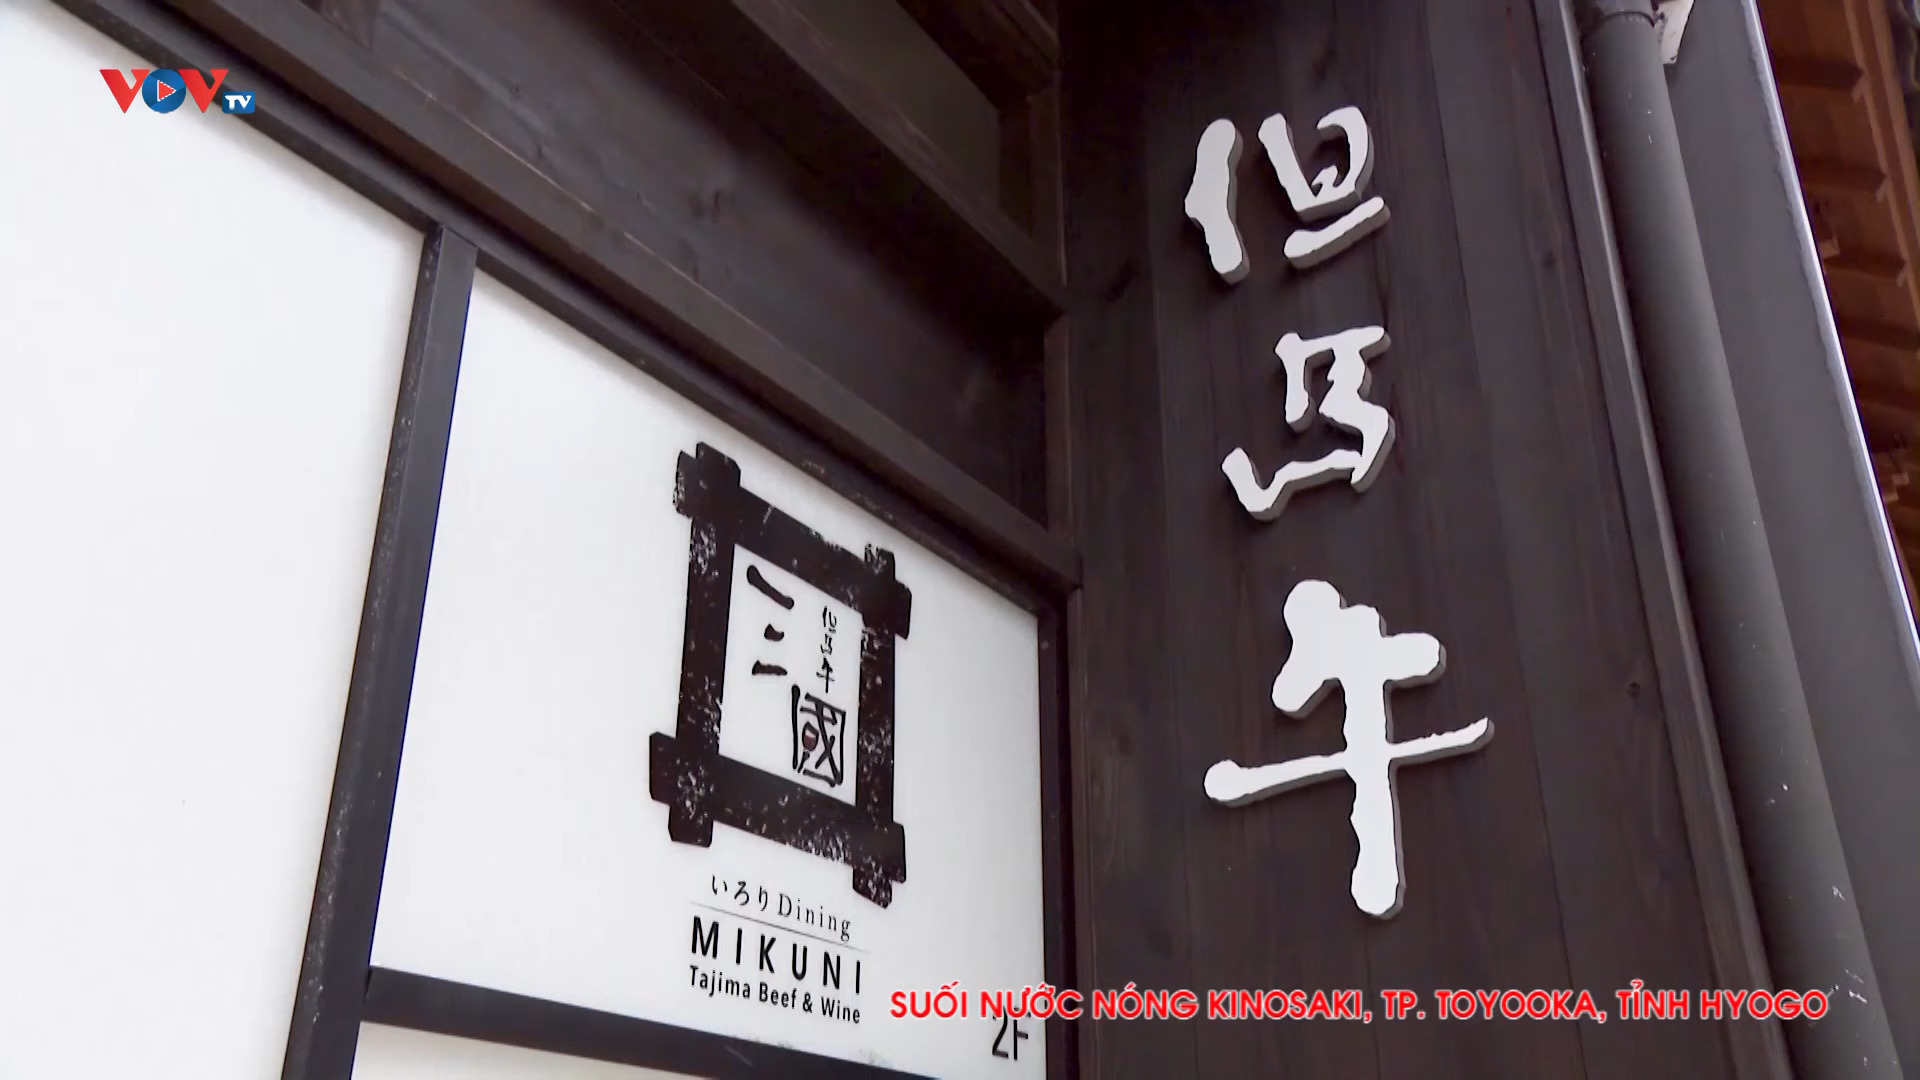 VOV TV
但馬牛
三國
但馬牛
いろりDining
MIKUNI
Tajima Beef & Wine
2F
SUỐI NƯỚC NÓNG KINOSAKI, TP. TOYOOKA, TỈNH HYOGO